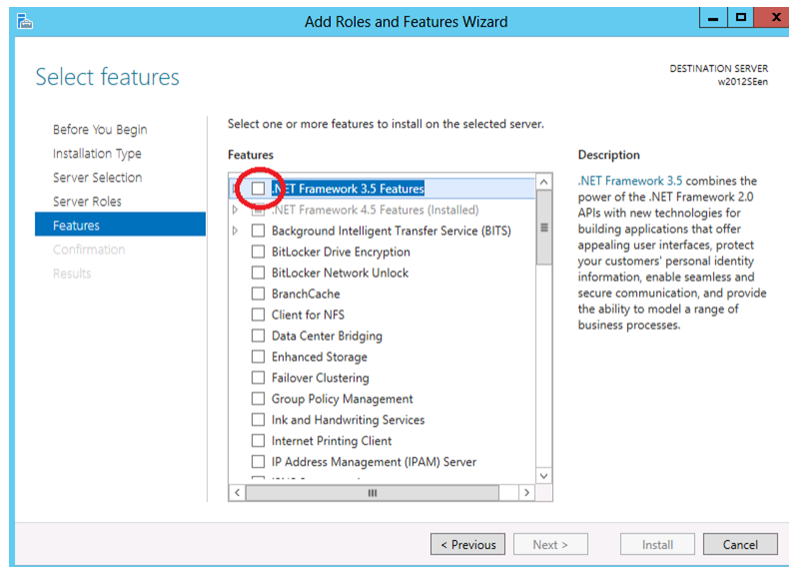 Add Roles and Features Wizard
Select features
DESTINATION SERVER
w2012SEen
Before You Begin
Installation Type
Server Selection
Server Roles
Features
Confirmation
Results
Select one or more features to install on the selected server.
Features
.NET Framework 3.5 Features
.NET Framework 4.5 Features (Installed)
Background Intelligent Transfer Service (BITS)
BitLocker Drive Encryption
BitLocker Network Unlock
BranchCache
Client for NFS
Data Center Bridging
Enhanced Storage
Failover Clustering
Group Policy Management
Ink and Handwriting Services
Internet Printing Client
IP Address Management (IPAM) Server
Description
.NET Framework 3.5 combines the
power of the .NET Framework 2.0
APIs with new technologies for
building applications that offer
appealing user interfaces, protect
your customers' personal identity
information, enable seamless and
secure communication, and provide
the ability to model a range of
business processes.
< Previous
Next >
Install
Cancel